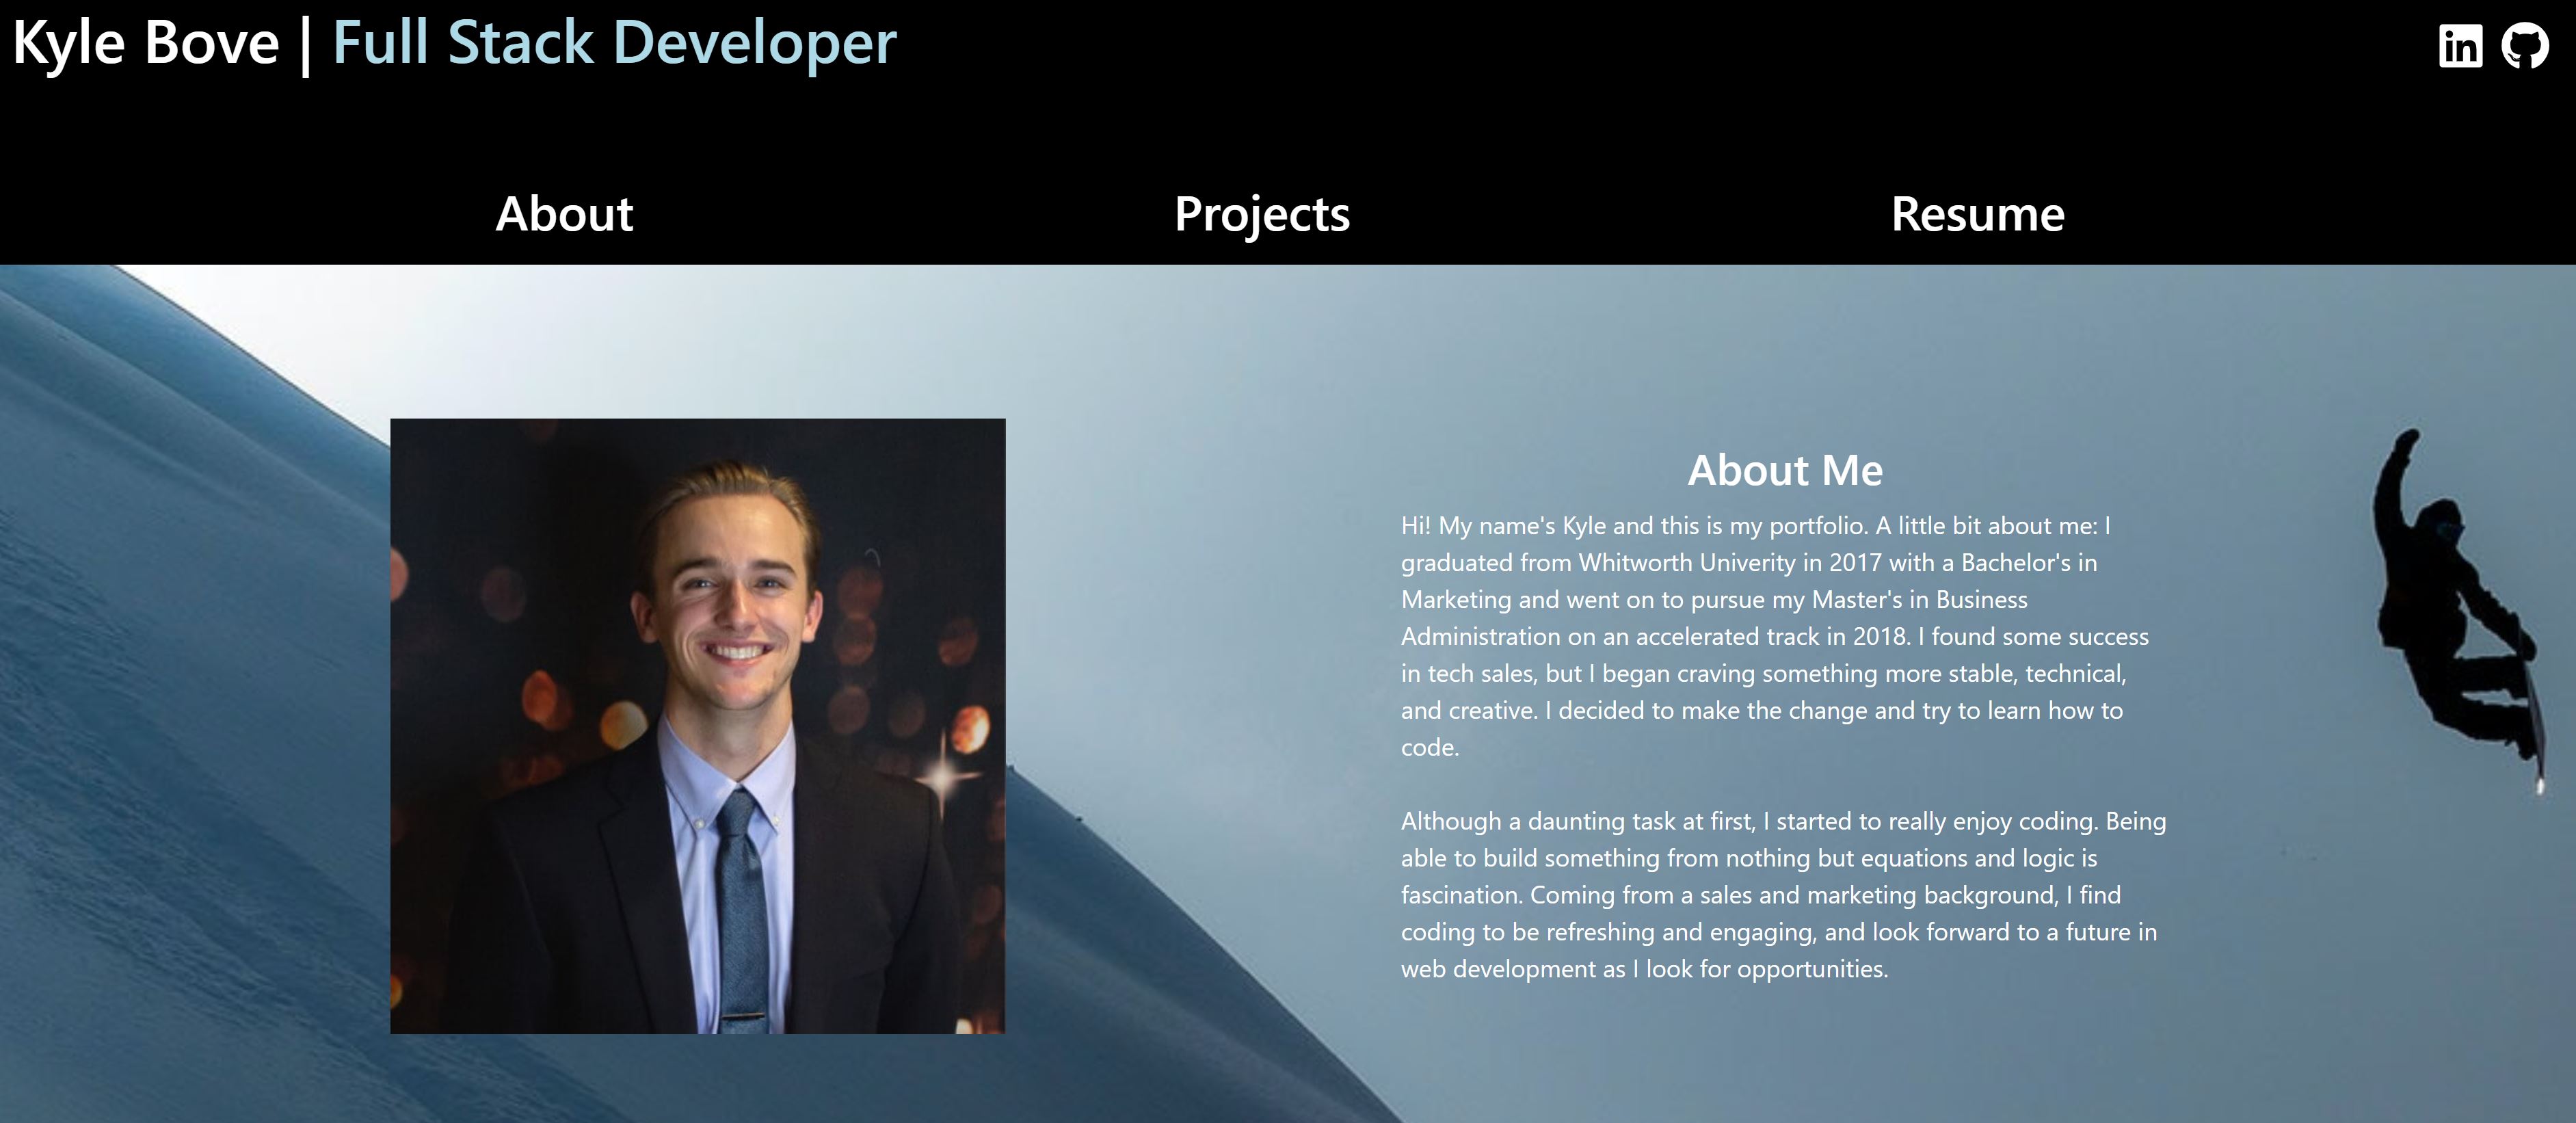 Kyle Bove | Full Stack Developer
in
About
Projects
Resume
About Me
Hi! My name's Kyle and this is my portfolio. A little bit about me: I
graduated from Whitworth Univerity in 2017 with a Bachelor's in
Marketing and went on to pursue my Master's in Business
Administration on an accelerated track in 2018. I found some success
in tech sales, but I began craving something more stable, technical,
and creative. I decided to make the change and try to learn how to
code.
Although a daunting task at first, I started to really enjoy coding. Being
able to build something from nothing but equations and logic is
fascination. Coming from a sales and marketing background, I find
coding to be refreshing and engaging, and look forward to a future in
web development as I look for opportunities.